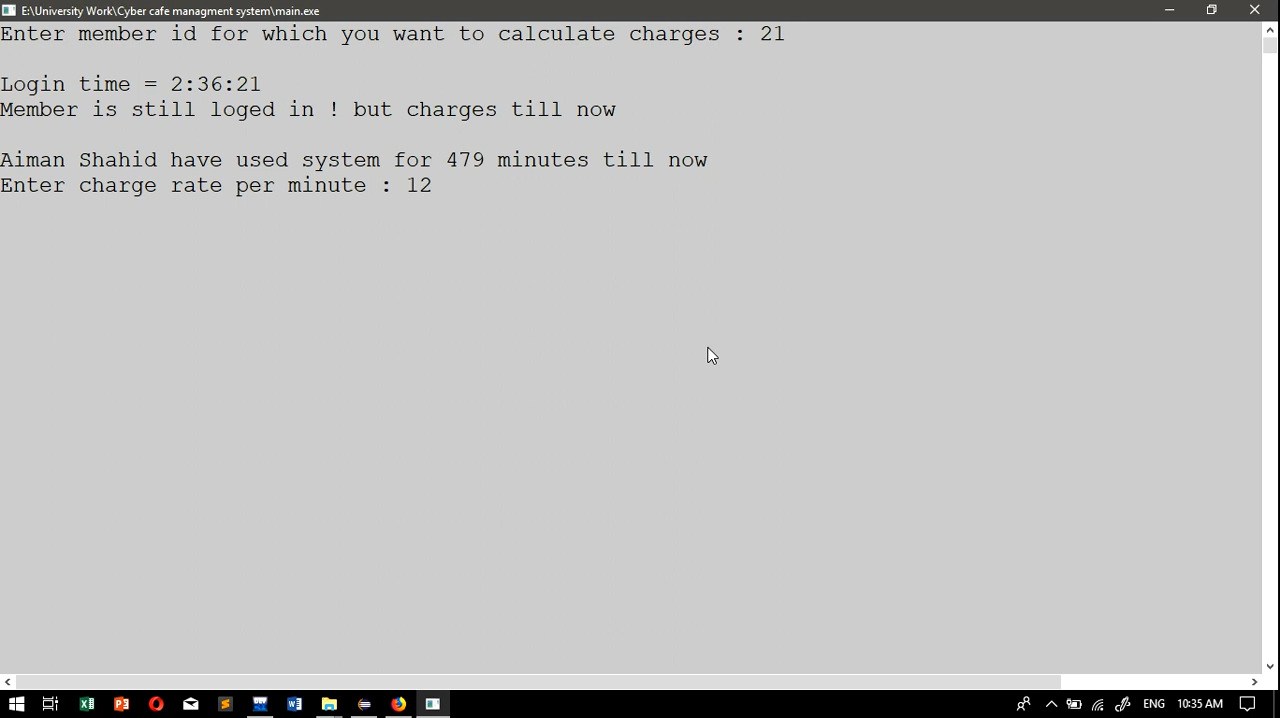 E:\University Work\Cyber cafe managment system\main.exe
Enter member id for which you want to calculate charges : 21
Login time = 2:36:21
Member is still loged in ! but charges till now
Aiman Shahid have used system for 479 minutes till now
Enter charge rate per minute : 12
ENG 10:35 AM